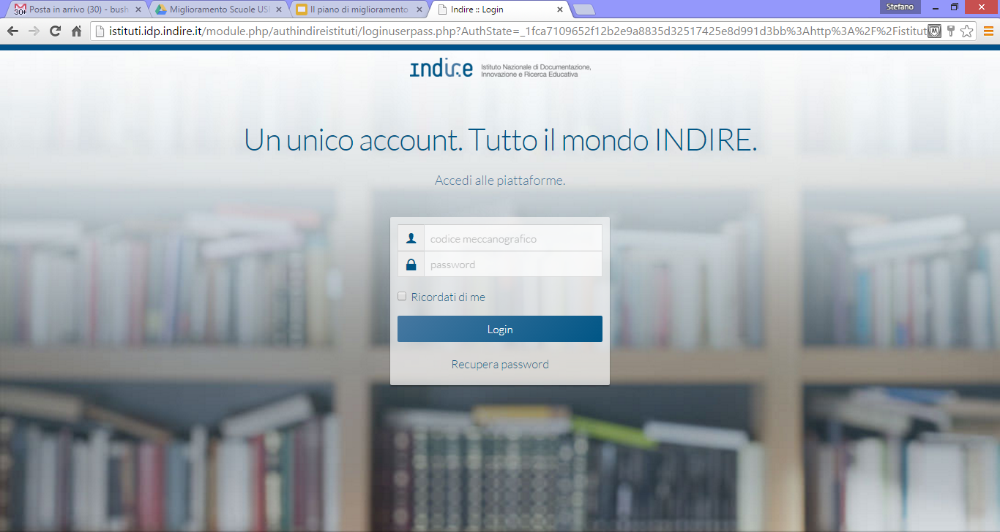 Posta in arrivo (30) - bush
Miglioramento Scuole US
Il piano di miglioramento
Indire :: Login
Stefano
30+
istituti.idp.indire.it/module.php/authindireistituti/loginuserpass.php?AuthState=_1fca7109652f12b2e9a8835d32517425e8d991d3bb%3Ahttp%3A%2F%2Fistitut
indire
Istituto Nazionale di Documentazione,
Innovazione e Ricerca Educativa
Un unico account. Tutto il mondo INDIRE.
Accedi alle piattaforme.
codice meccanografico
password
Ricordati di me
Login
Recupera password